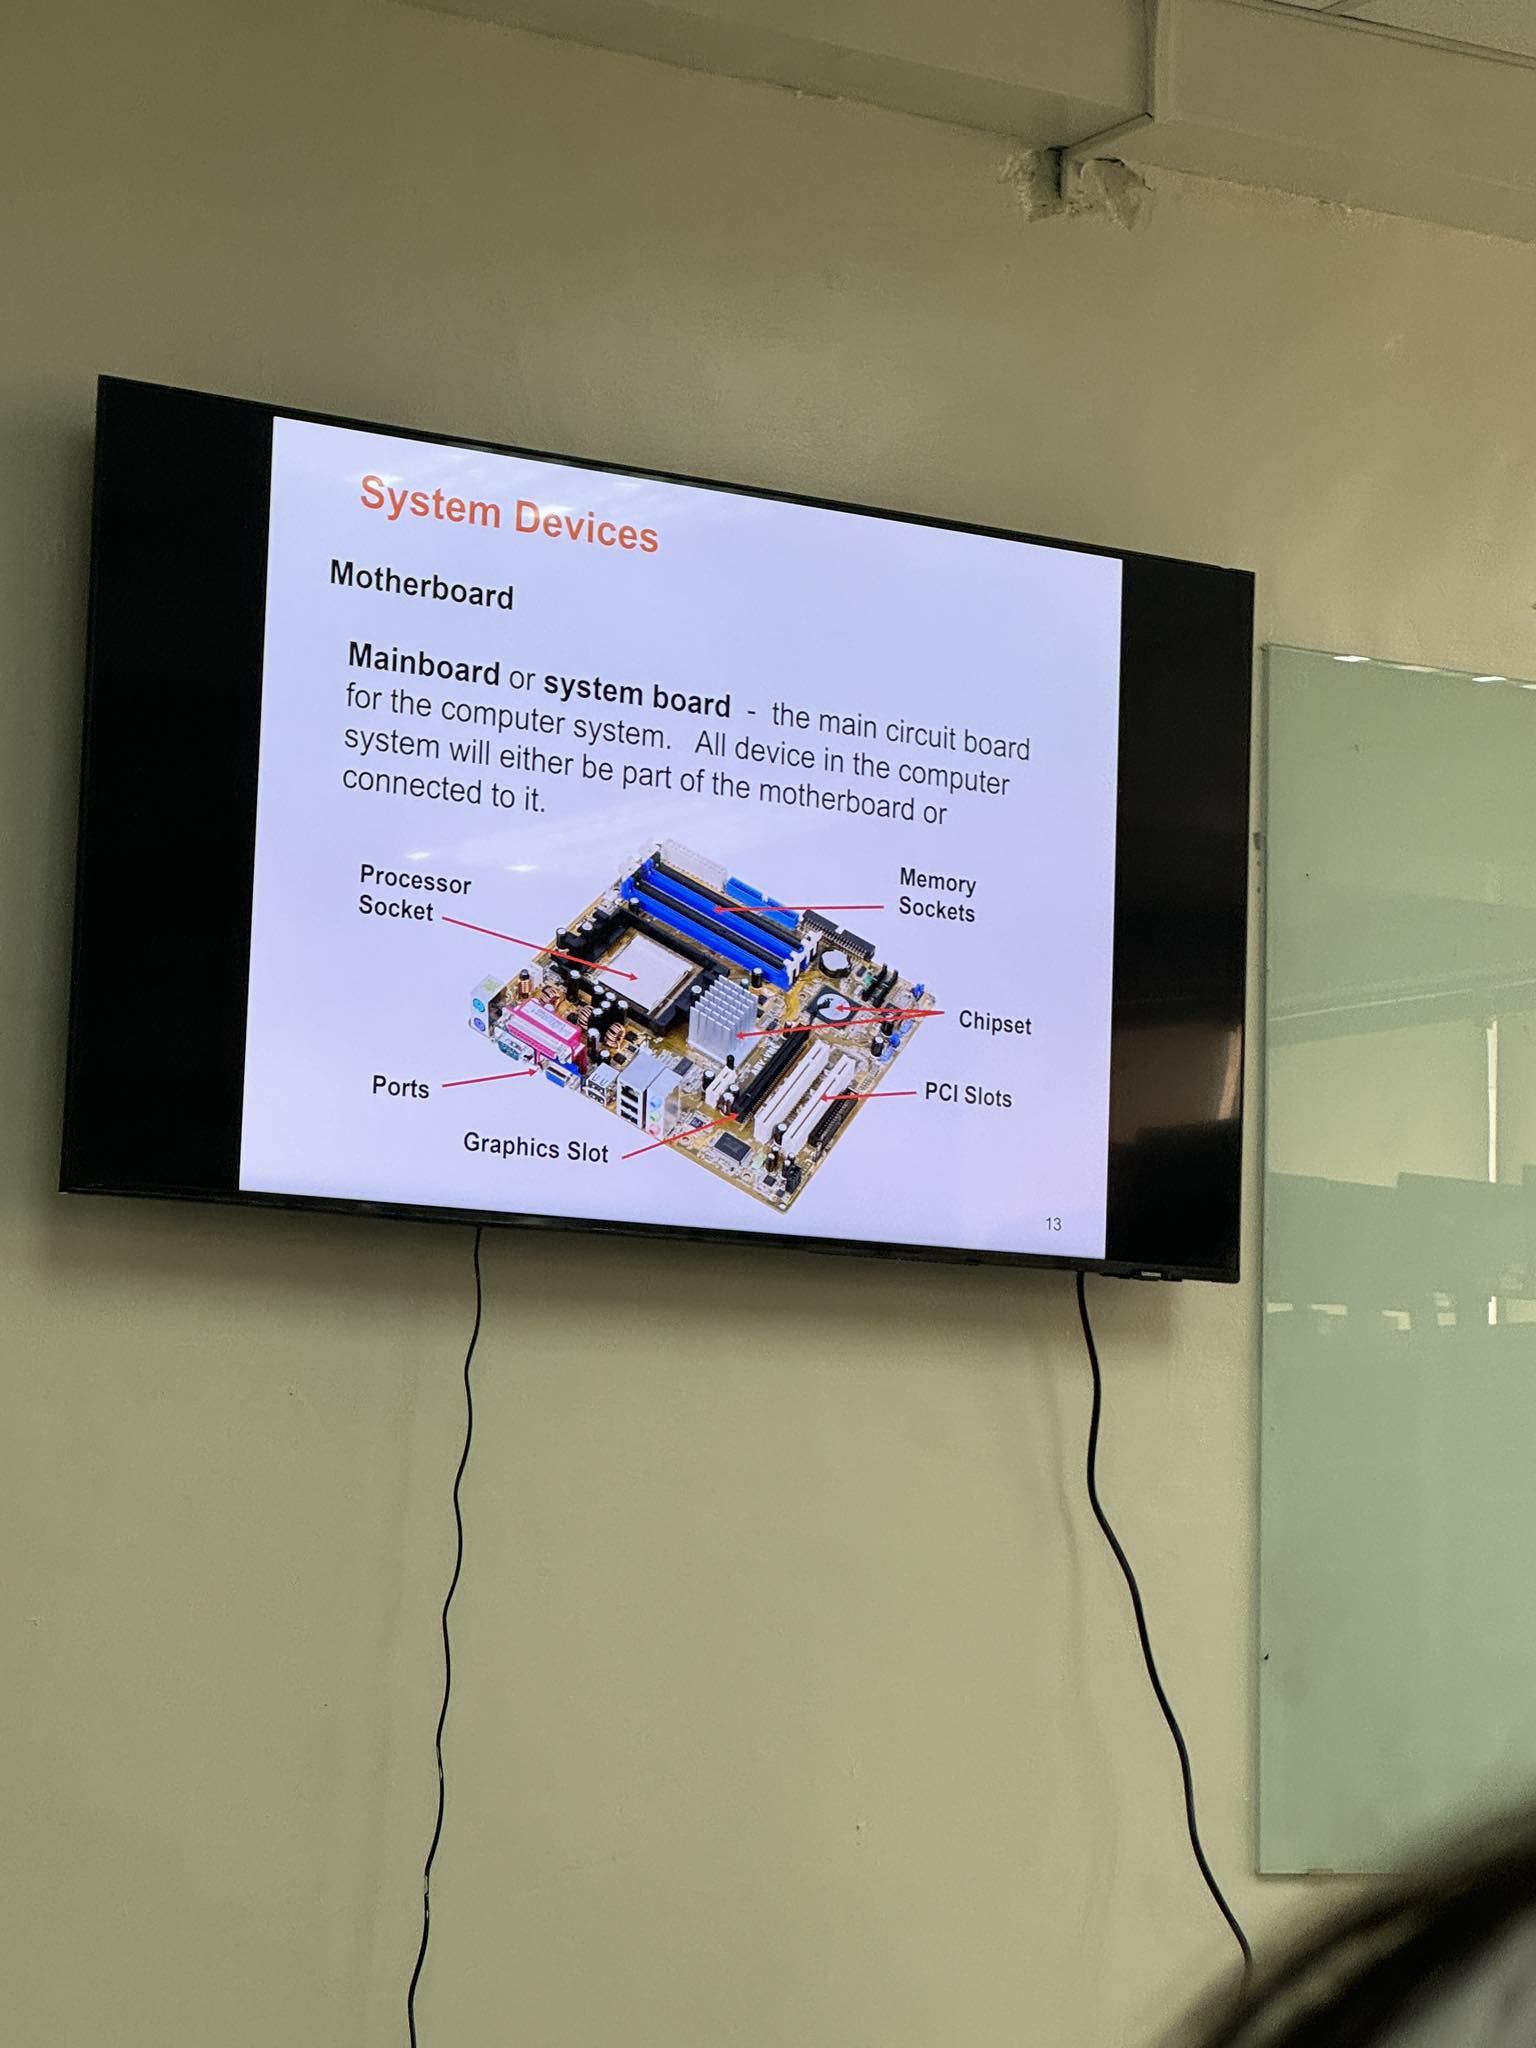 System Devices
Motherboard
Mainboard or system board - the main circuit board
for the computer system. All device in the computer
system will either be part of the motherboard or
connected to it.
Processor
Socket
Memory
Sockets
Chipset
Ports
PCI Slots
Graphics Slot
13